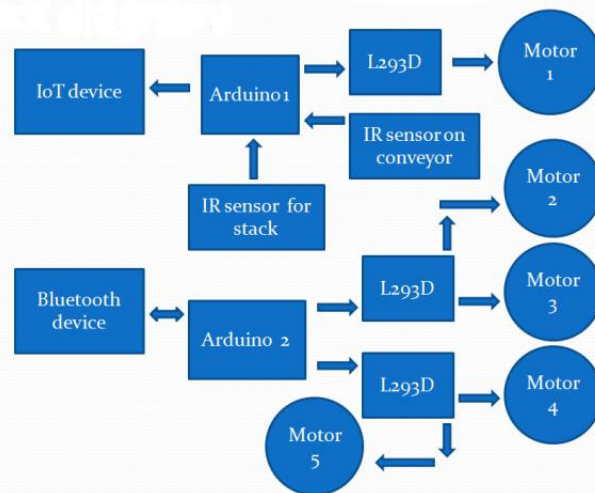 IoT device
Arduino1
L293D
Motor
1
IR sensor on
conveyor
IR sensor for
stack
Motor
2
Bluetooth
device
Arduino 2
L293D
Motor
3
L293D
Motor
4
Motor
5